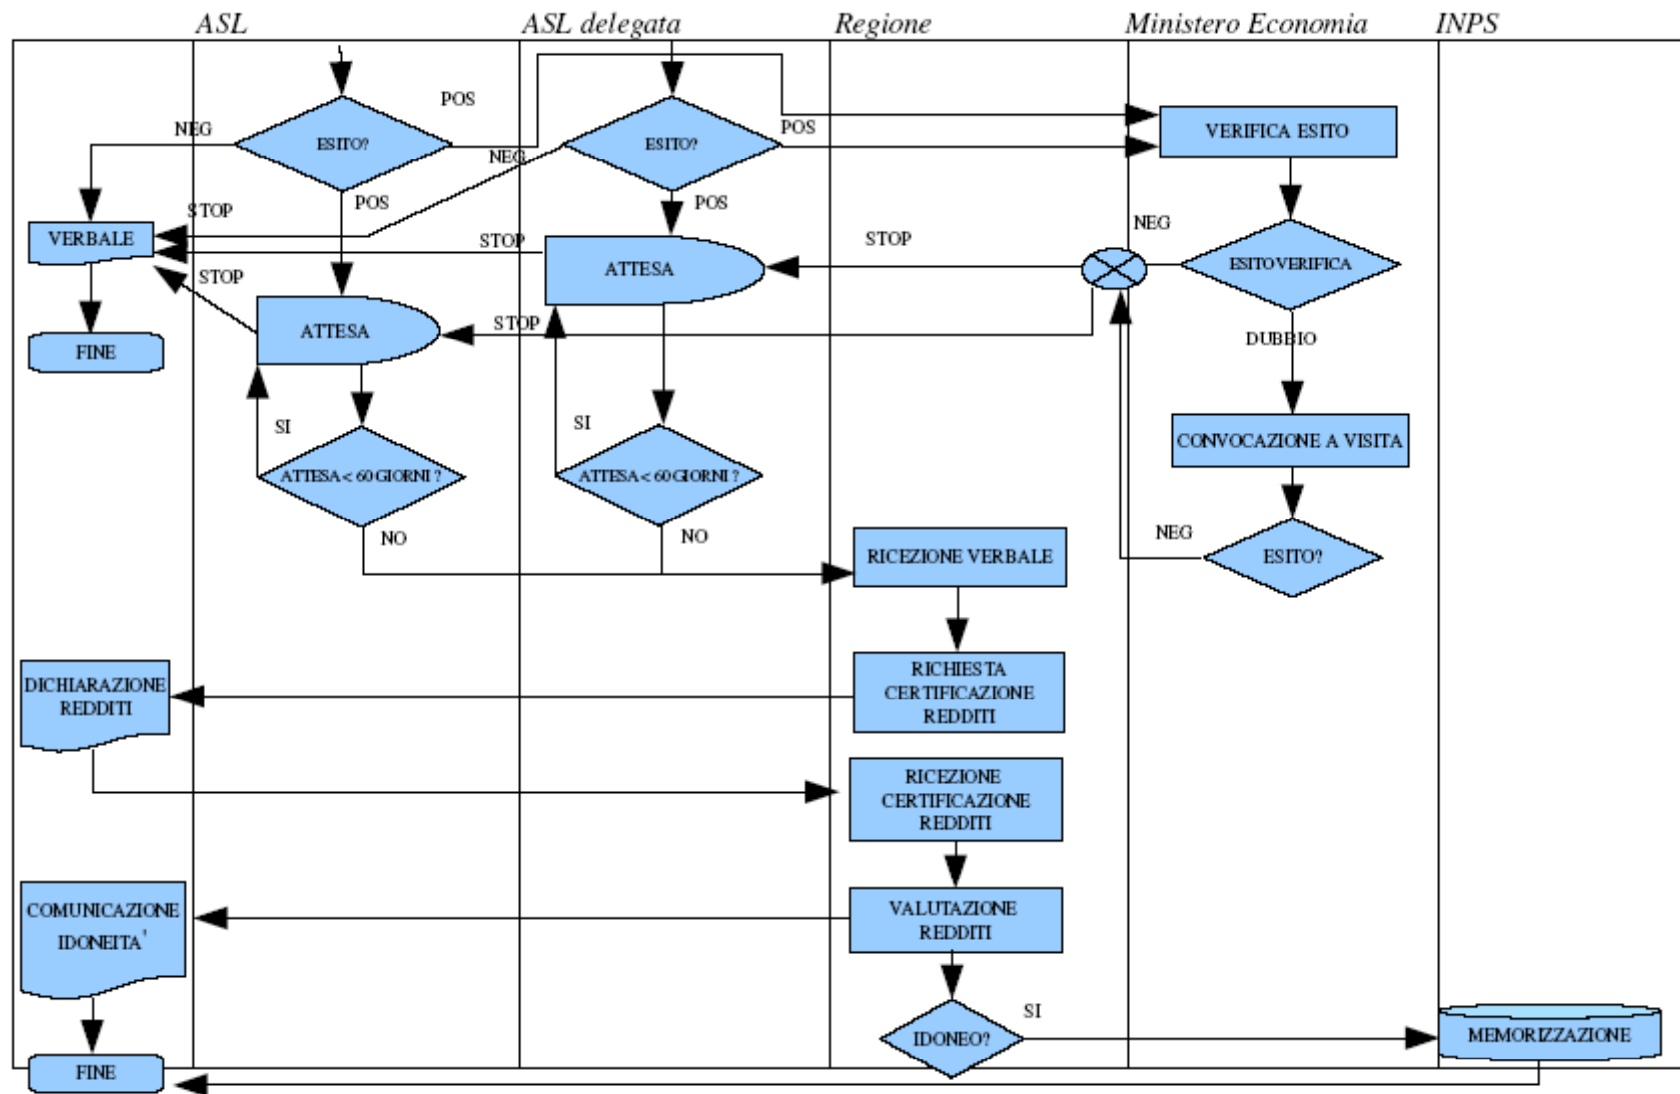 ASL
ASL delegata
Regione
Ministero Economia
INPS
POS
NEG
ESITO?
NEG
ESITO?
POS
VERIFICA ESITO
POS
POS
STOP
VERBALE
STOP
STOP
NEG
ATTESA
ESITO VERIFICA
STOP
ATTESA
STOP
FINE
DUBBIO
SI
SI
CONVOCAZIONE A VISITA
ATTESA < 60 GIORNI ?
ATTESA < 60 GIORNI ?
NO
NO
RICEZIONE VERBALE
NEG
ESITO?
DICHIARAZIONE
REDDITI
RICHIESTA
CERTIFICAZIONE
REDDITI
RICEZIONE
CERTIFICAZIONE
REDDITI
COMUNICAZIONE
IDONEITA'
VALUTAZIONE
REDDITI
SI
IDONEO?
MEMORIZZAZIONE
FINE